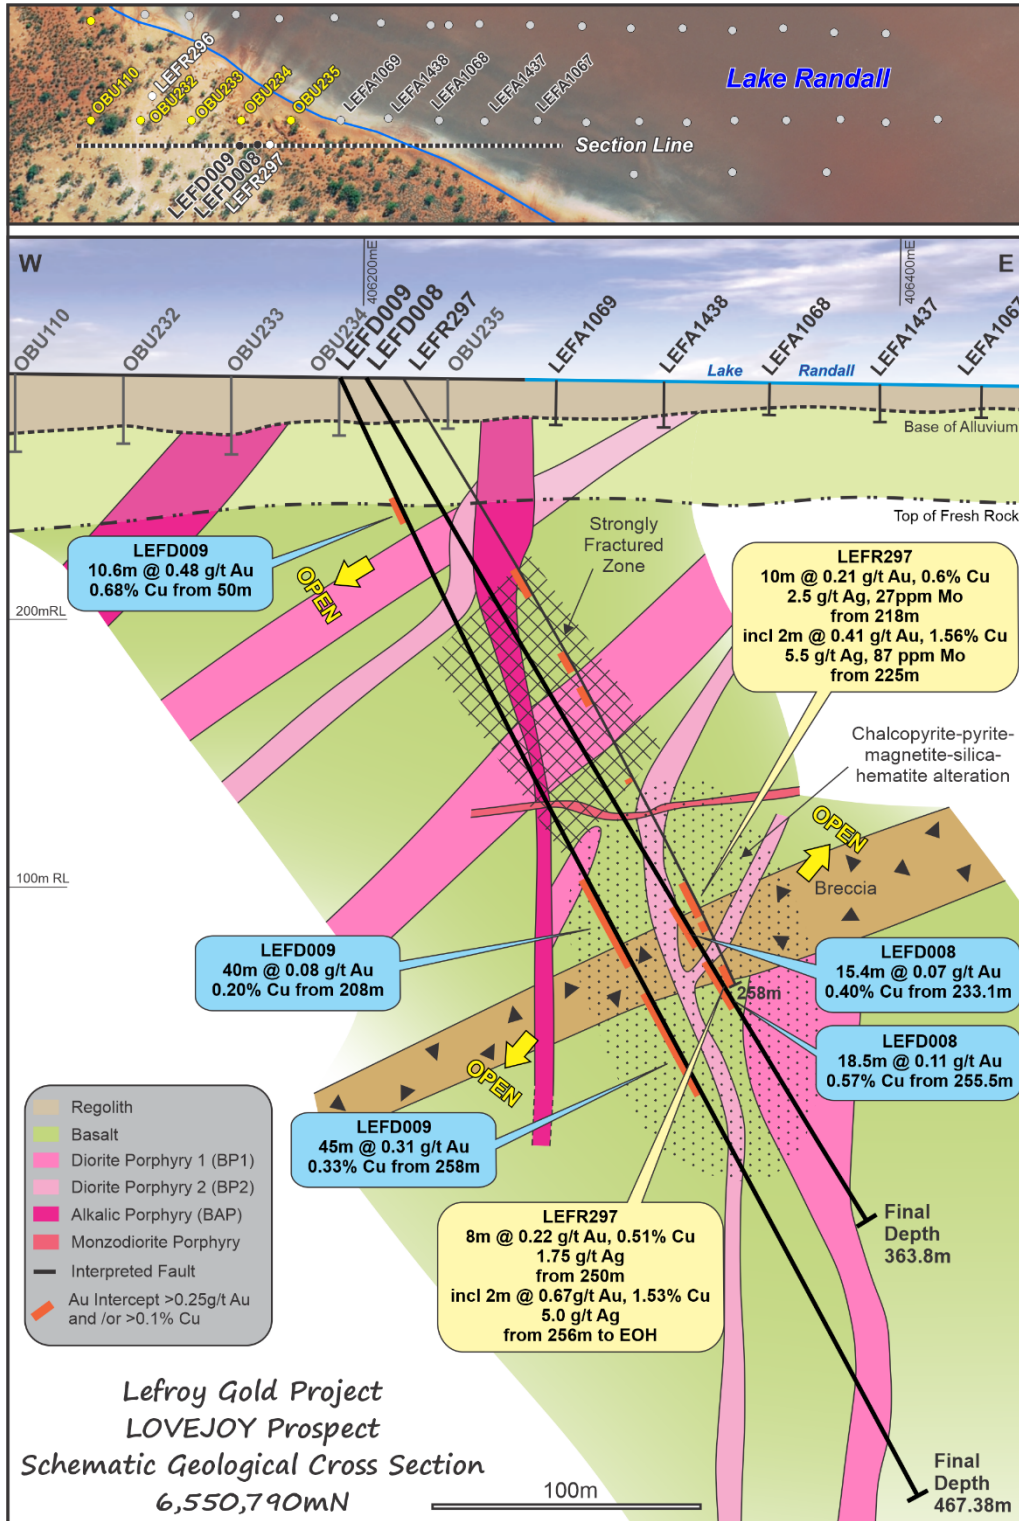 OBU110
LEFR296
OBU232
OBU233
OBU234
OBU235
LEFA1069
LEFA1438
LEFA1068
LEFA1437
LEFA1067
Lake Randall
Section Line
LEFD009
LEFD008
LEFR297
W
E
406200mE
406400mE
OBU110
OBU232
OBU233
OBU234
LEFD009
LEFD008
LEFR297
OBU235
LEFA1069
LEFA1438
LEFA1068
LEFA1437
LEFA1067
Lake Randall
Base of Alluvium
Top of Fresh Rock
Strongly
Fractured
Zone
LEFD009
10.6m @ 0.48 g/t Au
0.68% Cu from 50m
OPEN
200mRL
LEFR297
10m @ 0.21 g/t Au, 0.6% Cu
2.5 g/t Ag, 27ppm Mo
from 218m
incl 2m @ 0.41 g/t Au, 1.56% Cu
5.5 g/t Ag, 87 ppm Mo
from 225m
Chalcopyrite-pyrite-
magnetite-silica-
hematite alteration
OPEN
Breccia
100m RL
LEFD009
40m @ 0.08 g/t Au
0.20% Cu from 208m
LEFD008
15.4m @ 0.07 g/t Au
0.40% Cu from 233.1m
258m
LEFD008
18.5m @ 0.11 g/t Au
0.57% Cu from 255.5m
OPEN
LEFD009
45m @ 0.31 g/t Au
0.33% Cu from 258m
Regolith
Basalt
Diorite Porphyry 1 (BP1)
Diorite Porphyry 2 (BP2)
Alkalic Porphyry (BAP)
Monzodiorite Porphyry
Interpreted Fault
Au Intercept >0.25g/t Au
and /or >0.1% Cu
LEFR297
8m @ 0.22 g/t Au, 0.51% Cu
1.75 g/t Ag
from 250m
incl 2m @ 0.67g/t Au, 1.53% Cu
5.0 g/t Ag
from 256m to EOH
Final
Depth
363.8m
Lefroy Gold Project
LOVEJOY Prospect
Schematic Geological Cross Section
6,550,790mN
100m
Final
Depth
467.38m